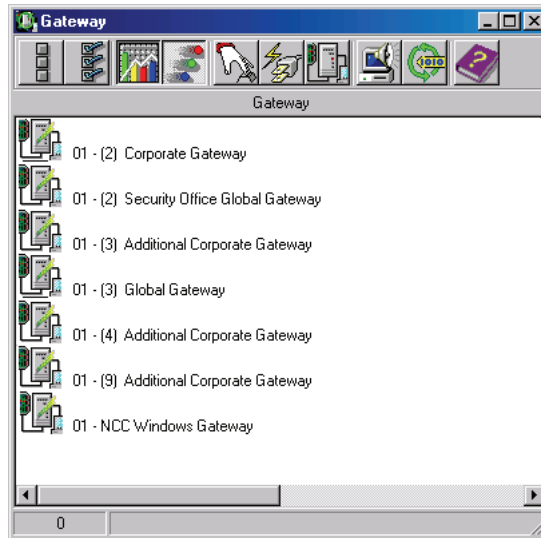 Gateway
Gateway
01 - (2) Corporate Gateway
01 - (2) Security Office Global Gateway
01 - (3) Additional Corporate Gateway
01 - (3) Global Gateway
01 - (4) Additional Corporate Gateway
01 - (9) Additional Corporate Gateway
01 - NCC Windows Gateway
0